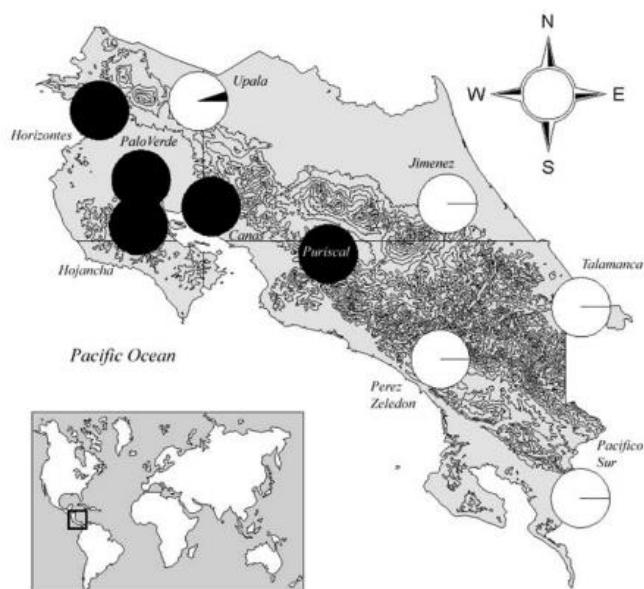 N
W
E
S
Upala
Horizontes
PaloVerde
Jimenez
Canas
Puriscal
Hojancha
Talamanca
Pacific Ocean
Perez
Zeledon
Pacifico
Sur